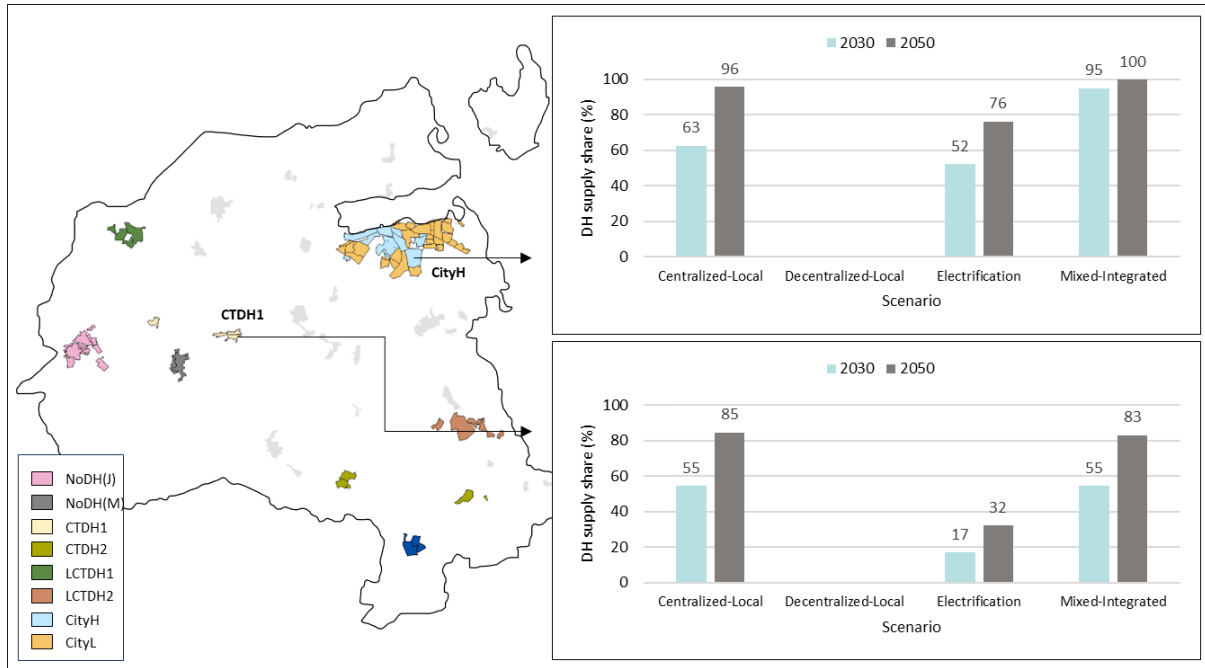 CityH
CTDH1
NoDH(J)
NoDH(M)
CTDH1
CTDH2
LCTDH1
LCTDH2
CityH
CityL
2030 2050
DH supply share (%)
100
80
60
40
20
0
63
96
52
76
95
100
Centralized-Local Decentralized-Local Electrification Mixed-Integrated
Scenario
2030 2050
DH supply share (%)
100
80
60
40
20
0
55
85
17
32
55
83
Centralized-Local Decentralized-Local Electrification Mixed-Integrated
Scenario